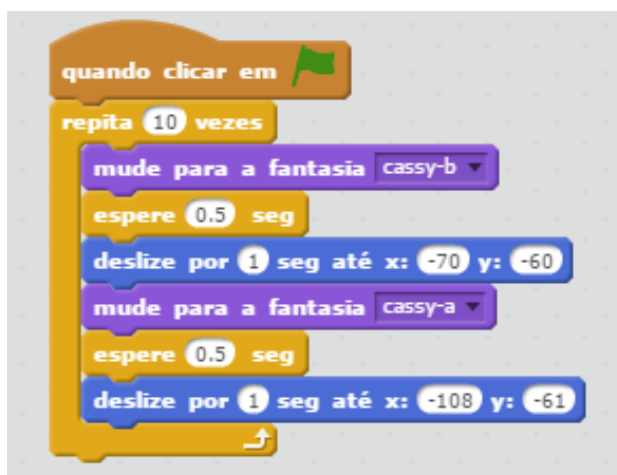 quando clicar em
repita 10 vezes
mude para a fantasia cassy-b
espere 0.5 seg
deslize por 1 seg até x: -70 y: -60
mude para a fantasia cassy-a
espere 0.5 seg
deslize por 1 seg até x: -108 y: -61